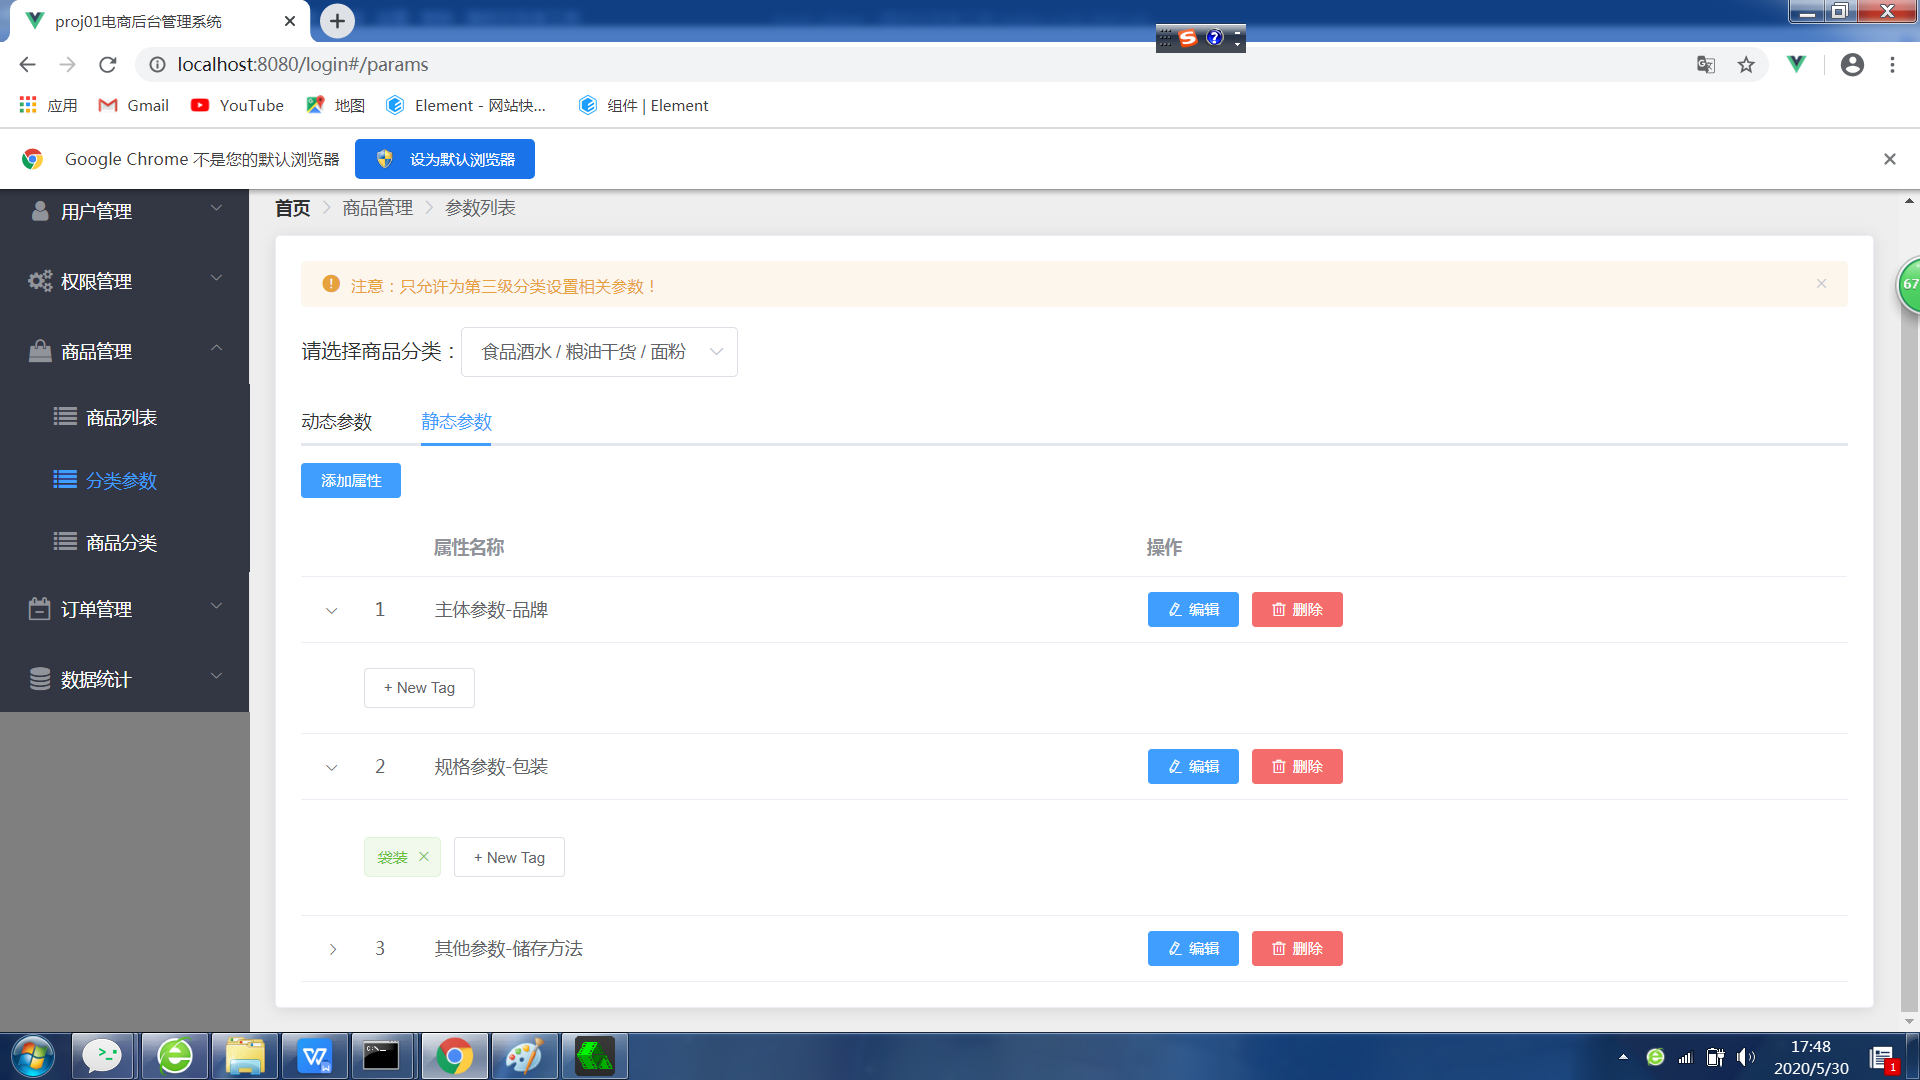 proj01电商后台管理系统
localhost:8080/login#/params
应用 Gmail YouTube 地图 Element - 网站快... 组件 | Element
Google Chrome 不是您的默认浏览器 设为默认浏览器
用户管理
权限管理
商品管理
商品列表
分类参数
商品分类
订单管理
数据统计
首页 商品管理 参数列表
注意：只允许为第三级分类设置相关参数！
67
请选择商品分类： 食品酒水 / 粮油干货 / 面粉
动态参数 静态参数
添加属性
属性名称 操作
1 主体参数-品牌 编辑 删除
+ New Tag
2 规格参数-包装 编辑 删除
袋装 + New Tag
3 其他参数-储存方法 编辑 删除
17:48
2020/5/30
1